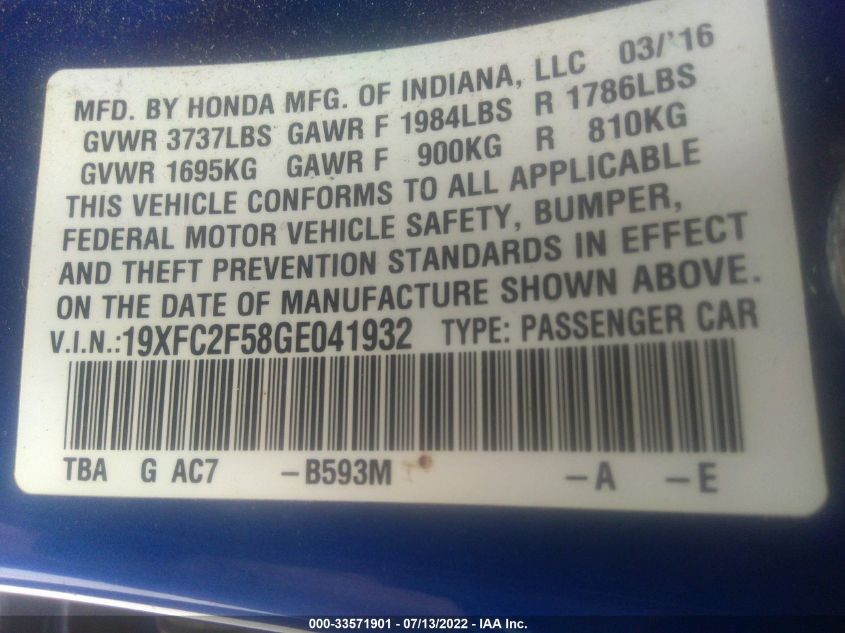 MFD. BY HONDA MFG. OF INDIANA, LLC 03/'16
GVWR 3737LBS GAWR F 1984LBS R 1786LBS
GVWR 1695KG GAWR F 900KG R 810KG
THIS VEHICLE CONFORMS TO ALL APPLICABLE
FEDERAL MOTOR VEHICLE SAFETY, BUMPER,
AND THEFT PREVENTION STANDARDS IN EFFECT
ON THE DATE OF MANUFACTURE SHOWN ABOVE.
V.I.N.:19XFC2F58GE041932 TYPE: PASSENGER CAR
TBA G AC7 –B593M –A –E
000-33571901 - 07/13/2022 - IAA Inc.